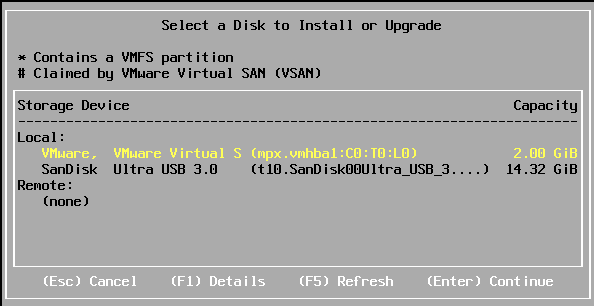 Select a Disk to Install or Upgrade
* Contains a VMFS partition
# Claimed by VMware Virtual SAN (VSAN)
Storage Device Capacity
Local:
VMware, VMware Virtual S (mpx.vmhba1:C0:T0:L0) 2.00 GiB
SanDisk Ultra USB 3.0 (t10.SanDisk00Ultra_USB_3....) 14.32 GiB
Remote:
(none)
(Esc) Cancel (F1) Details (F5) Refresh (Enter) Continue